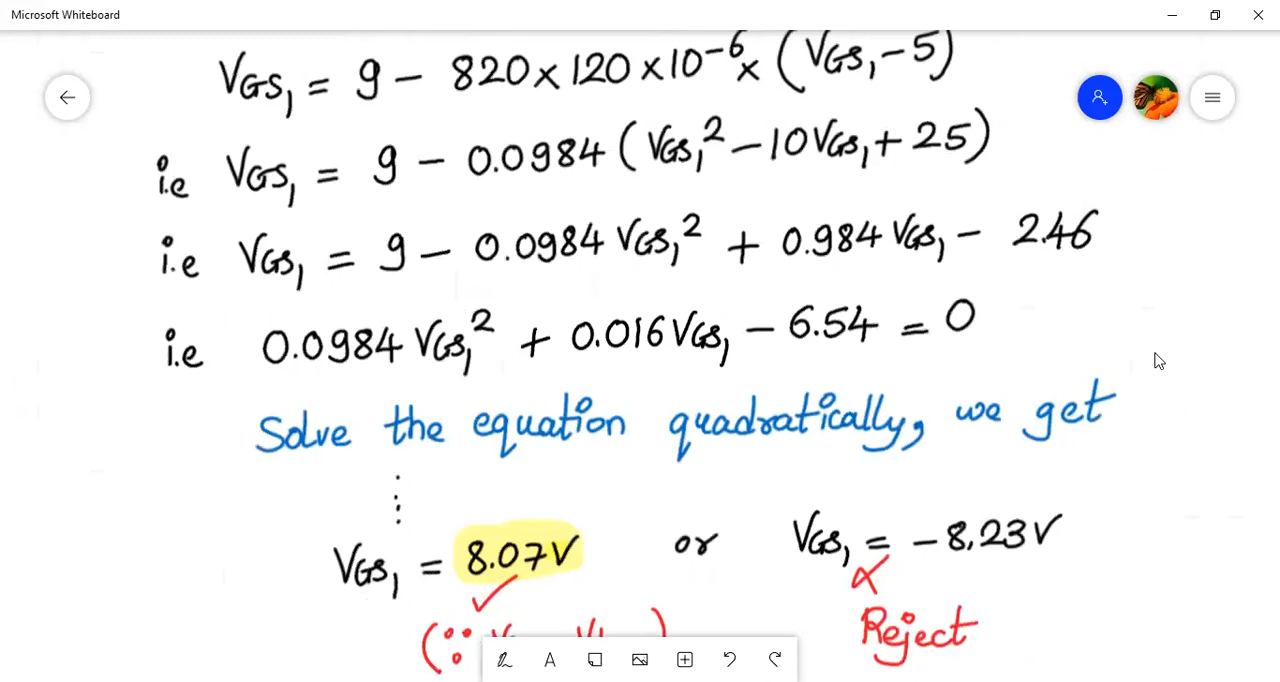 Microsoft Whiteboard
VGS₁ = 9 – 820 × 120 × 10⁻⁶ × (VGS₁ – 5)
i.e VGS₁ = 9 – 0.0984 (VGS₁² – 10VGS₁ + 25)
i.e VGS₁ = 9 – 0.0984 VGS₁² + 0.984 VGS₁ – 2.46
i.e 0.0984 VGS₁² + 0.016 VGS₁ – 6.54 = 0
Solve the equation quadratically, we get
⋮
VGS₁ = 8.07V or VGS₁ = – 8.23V
Reject